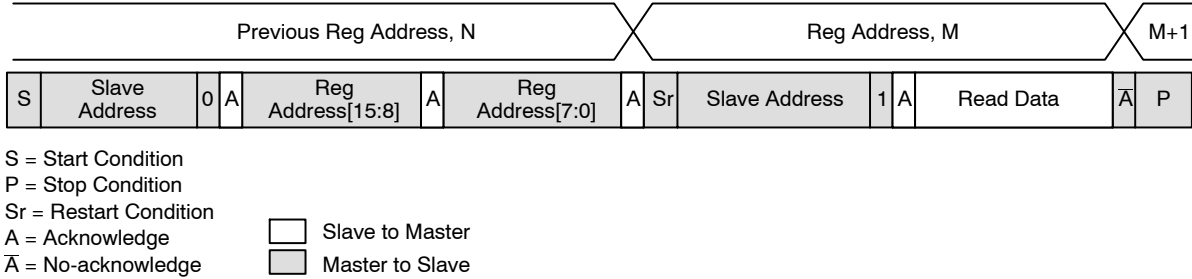 Previous Reg Address, N Reg Address, M M+1
S Slave Address 0 A Reg Address[15:8] A Reg Address[7:0] A Sr Slave Address 1 A Read Data A̅ P
S = Start Condition
P = Stop Condition
Sr = Restart Condition
A = Acknowledge
A̅ = No-acknowledge
Slave to Master
Master to Slave